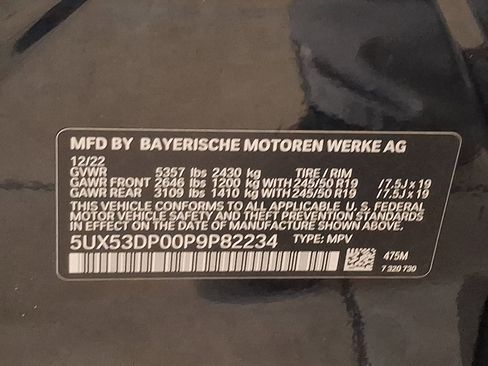 MFD BY BAYERISCHE MOTOREN WERKE AG
12/22
GVWR 5357 lbs 2430 kg TIRE / RIM
GAWR FRONT 2646 lbs 1200 kg WITH 245/50 R19 /7.5J x 19
GAWR REAR 3109 lbs 1410 kg WITH 245/50 R19 /7.5J x 19
THIS VEHICLE CONFORMS TO ALL APPLICABLE U.S. FEDERAL
MOTOR VEHICLE SAFETY AND THEFT PREVENTION STANDARDS
IN EFFECT ON THE DATE OF MANUFACTURE SHOWN ABOVE.
5UX53DP00P9P82234 TYPE: MPV
475M
7 320 730